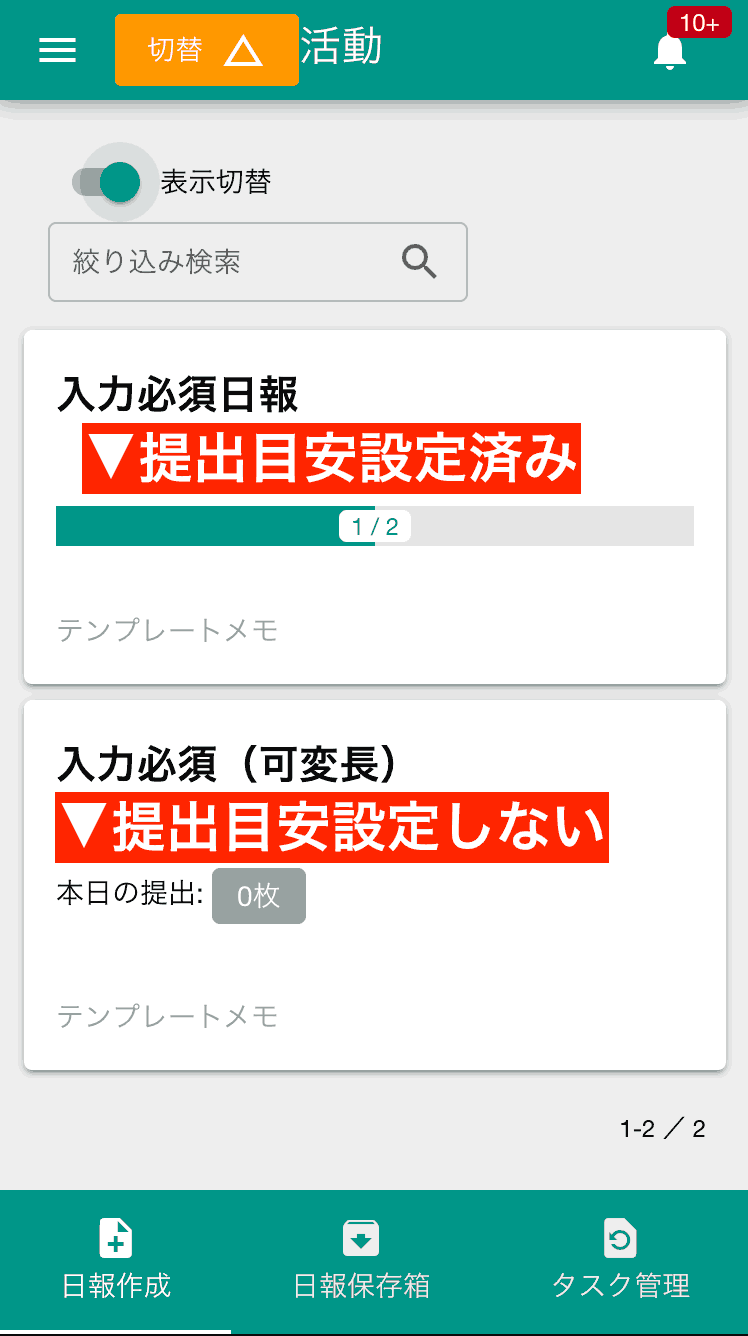 切替 △ 活動
10+
表示切替
絞り込み検索
入力必須日報
▼提出目安設定済み
1 / 2
テンプレートメモ
入力必須（可変長）
▼提出目安設定しない
本日の提出: 0枚
テンプレートメモ
1-2 ／ 2
日報作成
日報保存箱
タスク管理